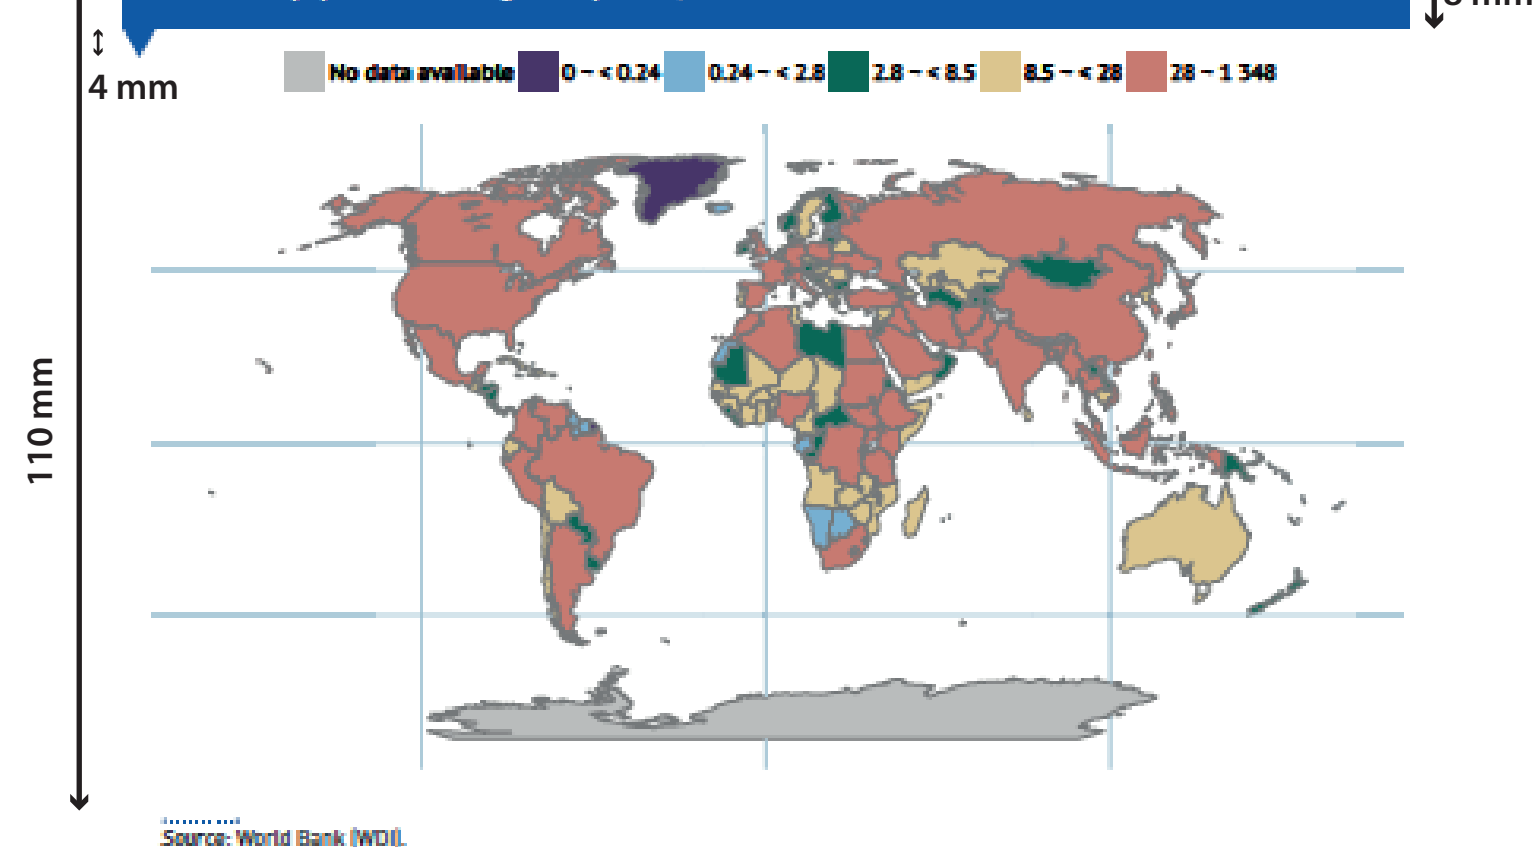 4 mm
No data available 0 – < 0.24 0.24 – < 2.8 2.8 – < 8.5 8.5 – < 28 28 – 1 348
110 mm
Source: World Bank (WDI).